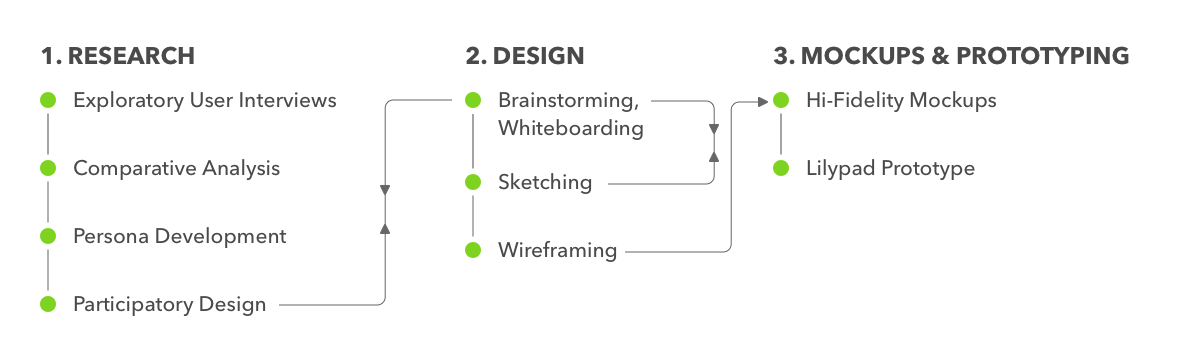 1. RESEARCH
Exploratory User Interviews
Comparative Analysis
Persona Development
Participatory Design
2. DESIGN
Brainstorming,
Whiteboarding
Sketching
Wireframing
3. MOCKUPS & PROTOTYPING
Hi-Fidelity Mockups
Lilypad Prototype